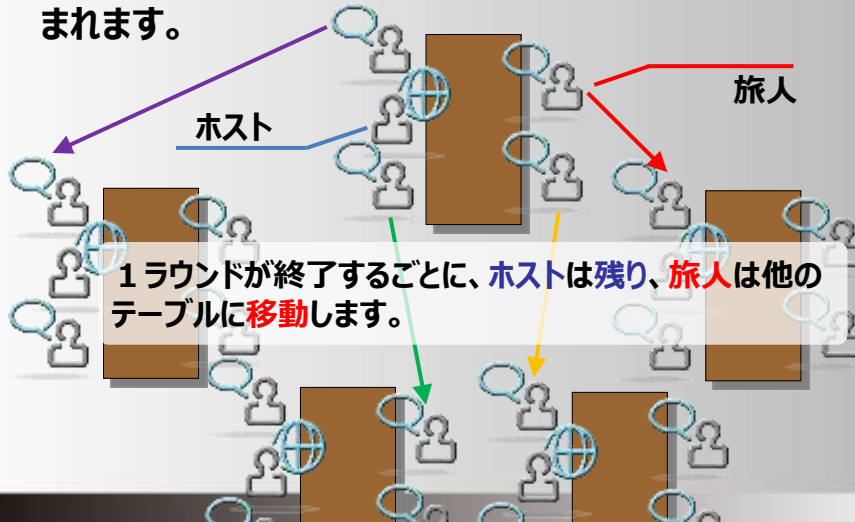 まれます。
旅人
ホスト
１ラウンドが終了するごとに、ホストは残り、旅人は他の
テーブルに移動します。